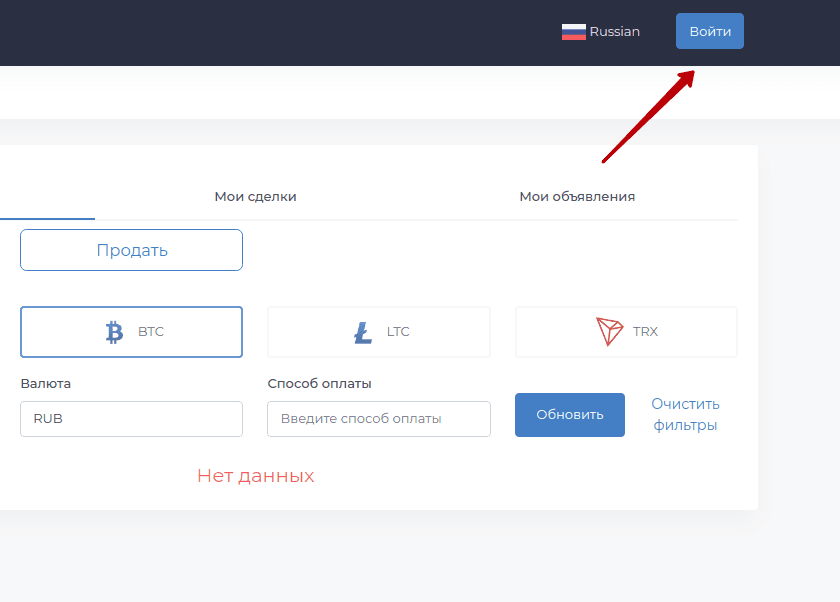 Russian
Войти
Мои сделки
Мои объявления
Продать
BTC
LTC
TRX
Валюта
Способ оплаты
RUB
Введите способ оплаты
Обновить
Очистить
фильтры
Нет данных